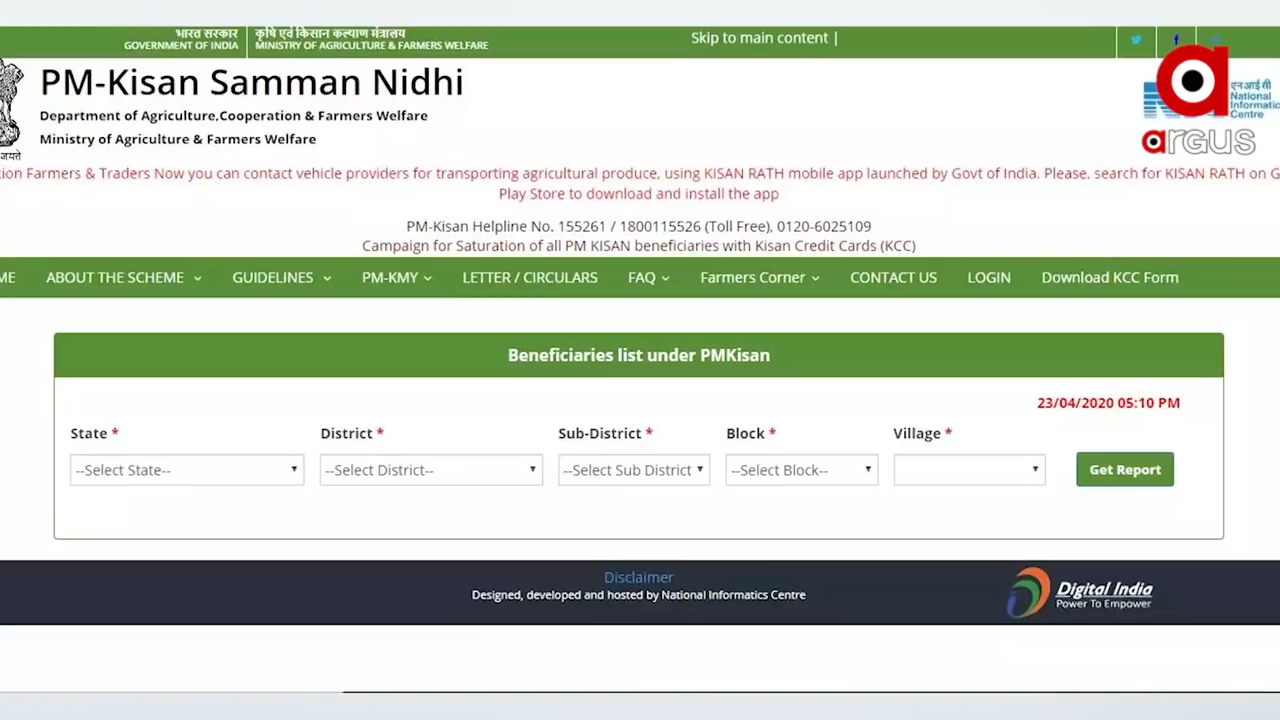 भारत सरकार
GOVERNMENT OF INDIA
कृषि एवं किसान कल्याण मंत्रालय
MINISTRY OF AGRICULTURE & FARMERS WELFARE
Skip to main content |
PM-Kisan Samman Nidhi
Department of Agriculture,Cooperation & Farmers Welfare
Ministry of Agriculture & Farmers Welfare
जयते
एनआईसी
National
Informatic
Centre
argus
ion Farmers & Traders Now you can contact vehicle providers for transporting agricultural produce, using KISAN RATH mobile app launched by Govt of India. Please, search for KISAN RATH on G
Play Store to download and install the app
PM-Kisan Helpline No. 155261 / 1800115526 (Toll Free), 0120-6025109
Campaign for Saturation of all PM KISAN beneficiaries with Kisan Credit Cards (KCC)
ME ABOUT THE SCHEME GUIDELINES PM-KMY LETTER / CIRCULARS FAQ Farmers Corner CONTACT US LOGIN Download KCC Form
Beneficiaries list under PMKisan
23/04/2020 05:10 PM
State * District * Sub-District * Block * Village *
--Select State-- --Select District-- --Select Sub District --Select Block-- Get Report
Disclaimer
Designed, developed and hosted by National Informatics Centre
Digital India
Power To Empower